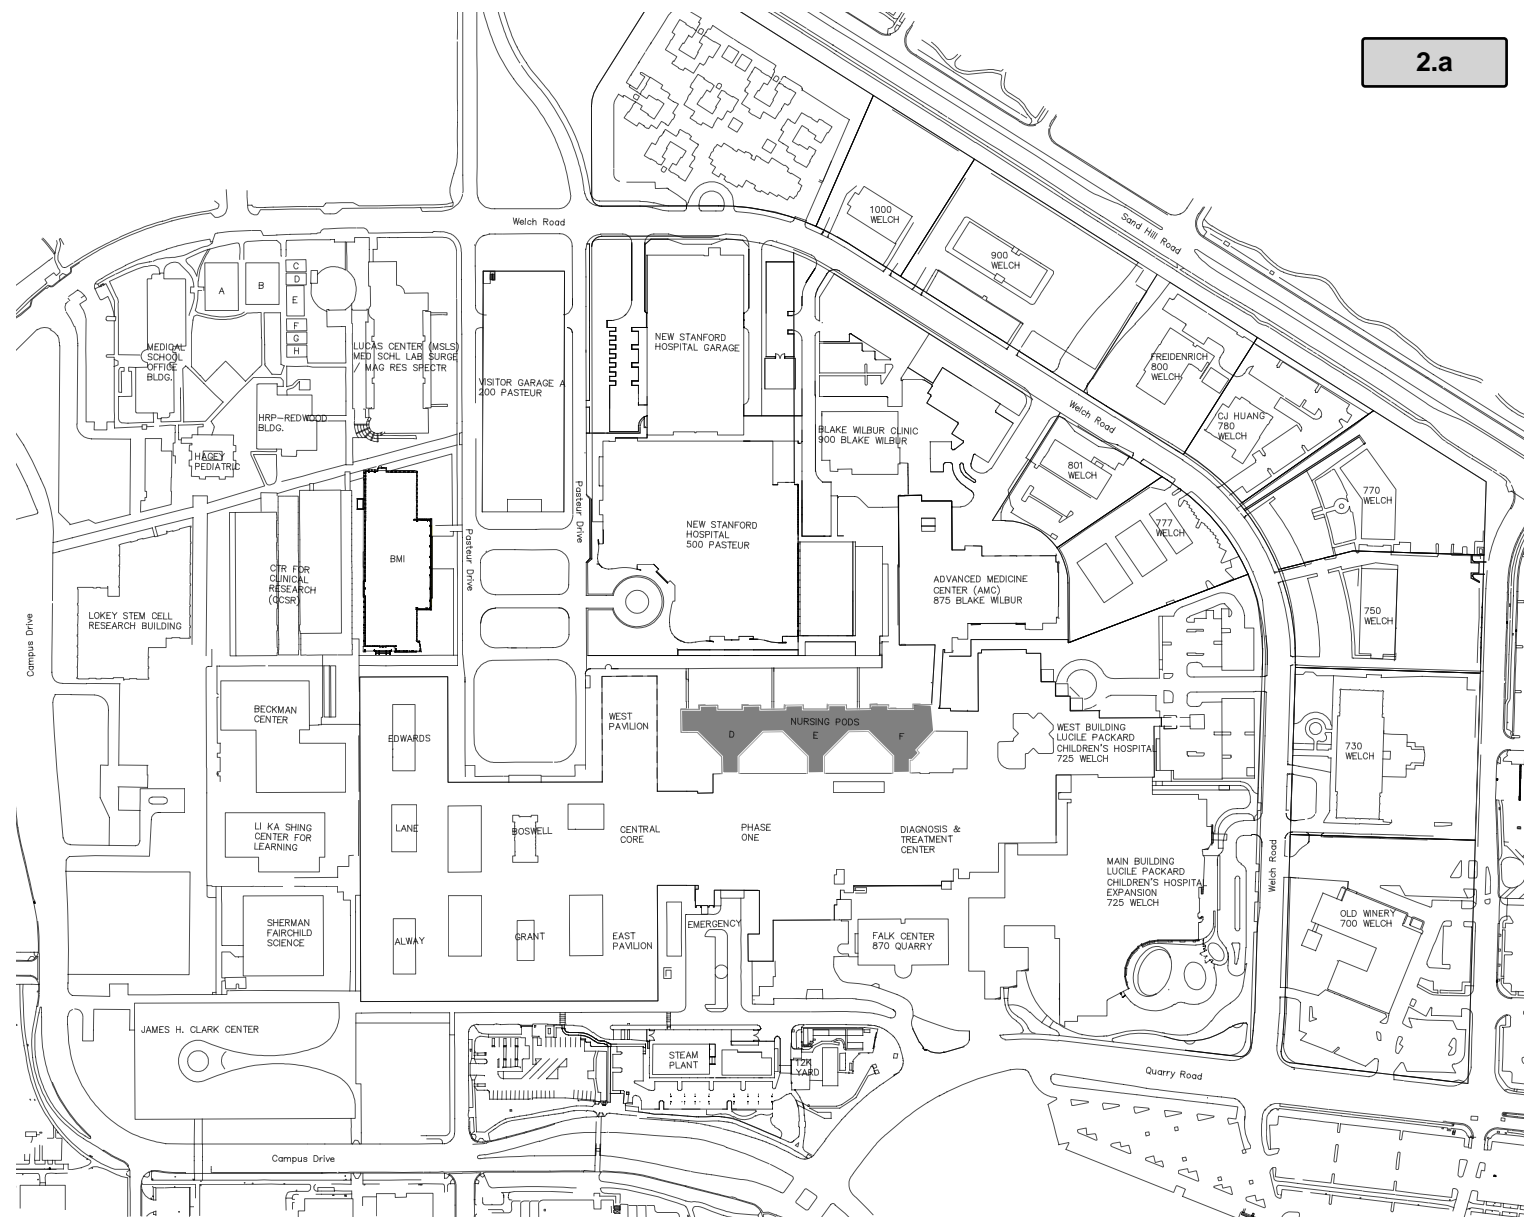 2.a
Welch Road
1000
WELCH
Sand Hill Road
900
WELCH
C
D
A
B
E
F
G
H
MEDICAL
SCHOOL
OFFICE
BLDG.
LUCAS CENTER (MSLS)
MED SCHL LAB SURGE
/ MAG RES SPECTR
VISITOR GARAGE A
200 PASTEUR
NEW STANFORD
HOSPITAL GARAGE
FREIDENRICH
800
WELCH
Welch Road
CJ HUANG
780
WELCH
HRP-REDWOOD
BLDG.
BLAKE WILBUR CLINIC
900 BLAKE WILBUR
HAGEY
PEDIATRIC
801
WELCH
770
WELCH
Pasteur Drive
777
WELCH
NEW STANFORD
HOSPITAL
500 PASTEUR
Pasteur Drive
BMI
CTR FOR
CLINICAL
RESEARCH
(CCSR)
ADVANCED MEDICINE
CENTER (AMC)
875 BLAKE WILBUR
750
WELCH
LOKEY STEM CELL
RESEARCH BUILDING
Campus Drive
BECKMAN
CENTER
EDWARDS
WEST
PAVILION
NURSING PODS
D
E
F
WEST BUILDING
LUCILE PACKARD
CHILDREN'S HOSPITAL
725 WELCH
730
WELCH
LI KA SHING
CENTER FOR
LEARNING
LANE
BOSWELL
CENTRAL
CORE
PHASE
ONE
DIAGNOSIS &
TREATMENT
CENTER
MAIN BUILDING
LUCILE PACKARD
CHILDREN'S HOSPITAL
EXPANSION
725 WELCH
Welch Road
OLD WINERY
700 WELCH
SHERMAN
FAIRCHILD
SCIENCE
ALWAY
GRANT
EAST
PAVILION
EMERGENCY
FALK CENTER
870 QUARRY
JAMES H. CLARK CENTER
STEAM
PLANT
12K
YARD
Quarry Road
Campus Drive